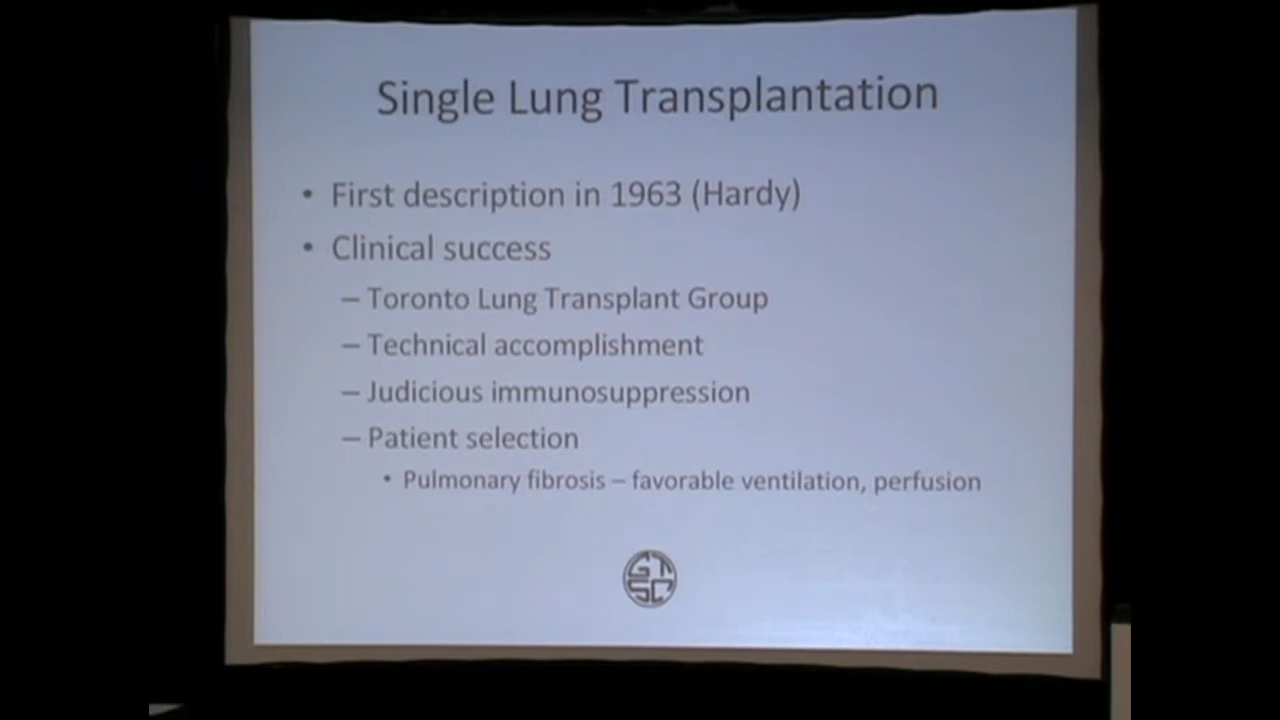 Single Lung Transplantation
• First description in 1963 (Hardy)
• Clinical success
– Toronto Lung Transplant Group
– Technical accomplishment
– Judicious immunosuppression
– Patient selection
• Pulmonary fibrosis – favorable ventilation, perfusion
GTSC